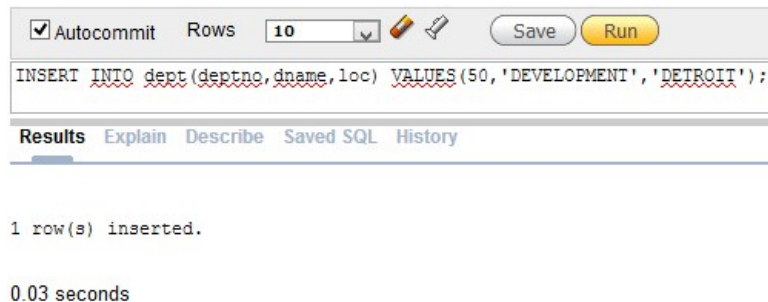 Autocommit Rows 10 Save Run
INSERT INTO dept(deptno,dname,loc) VALUES(50,'DEVELOPMENT','DETROIT');
Results Explain Describe Saved SQL History
1 row(s) inserted.
0.03 seconds